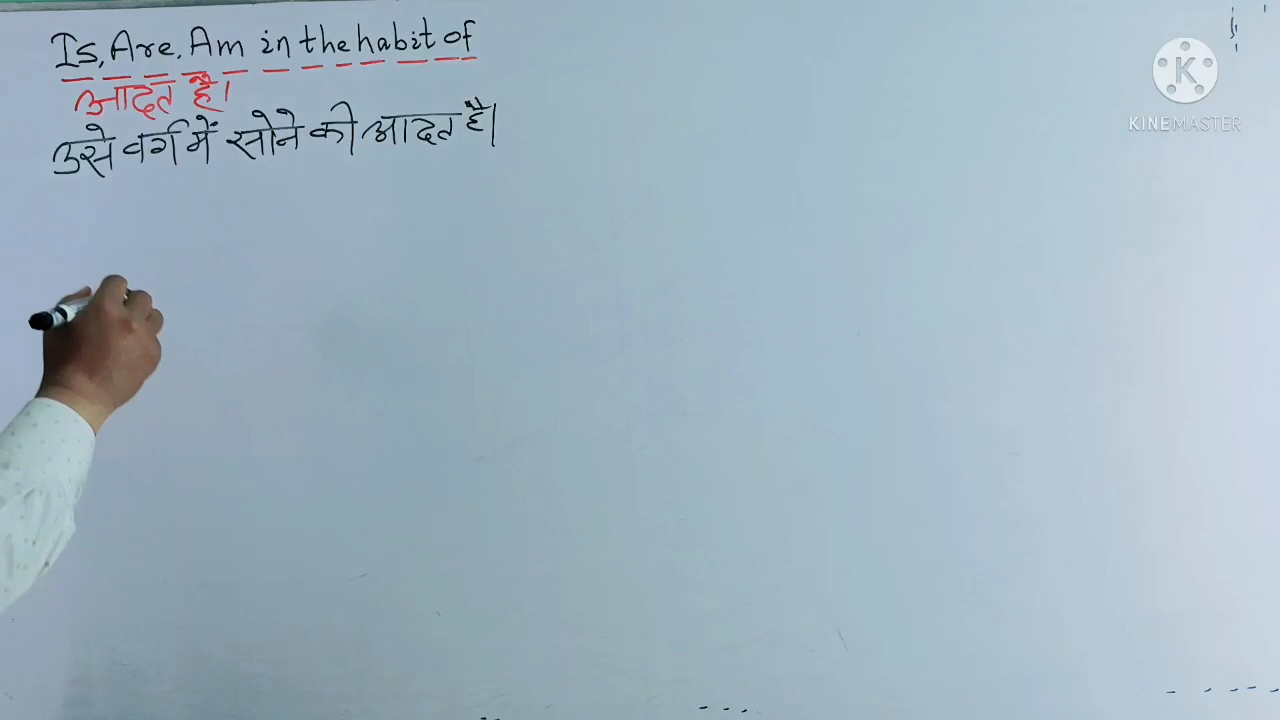 Is, Are, Am in the habit of
आदत है।
उसे वर्ग में सोने की आदत है।
K
KINEMASTER